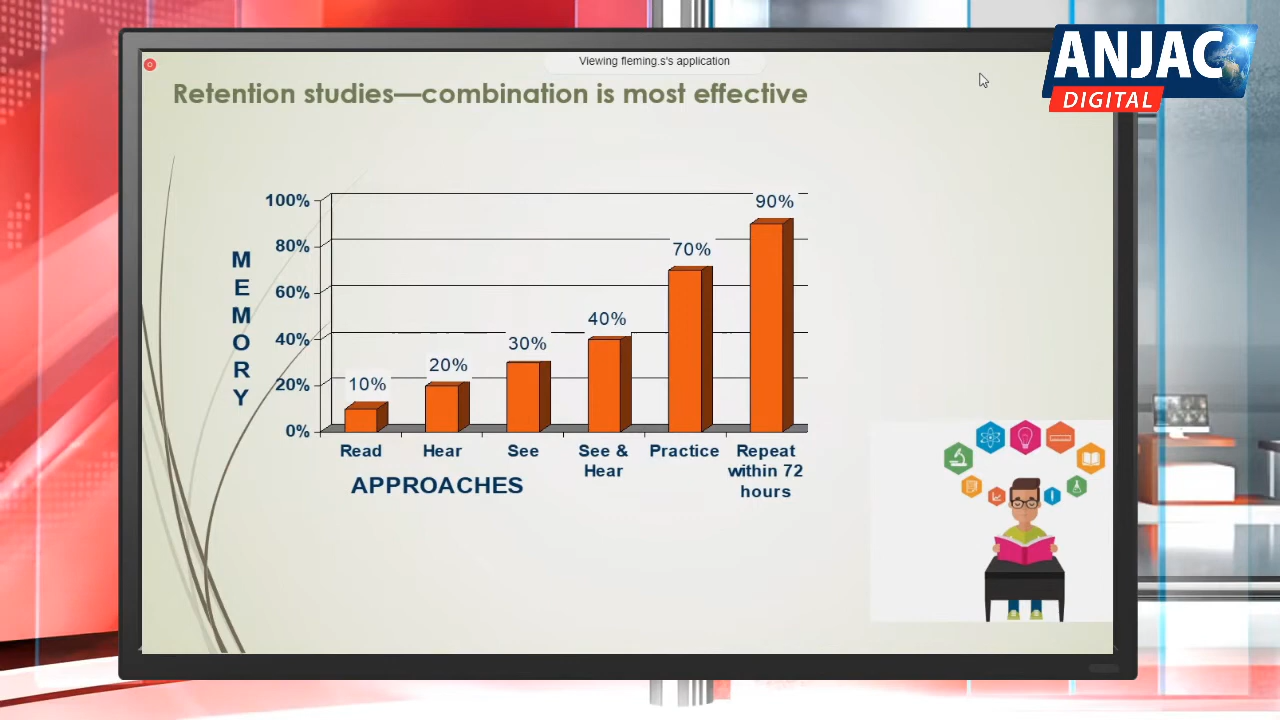 ANJAC
DIGITAL
Viewing fleming.s's application
Retention studies—combination is most effective
MEMORY
100%
80%
60%
40%
20%
0%
10%
20%
30%
40%
70%
90%
Read
Hear
See
See &
Hear
Practice
Repeat
within 72
hours
APPROACHES